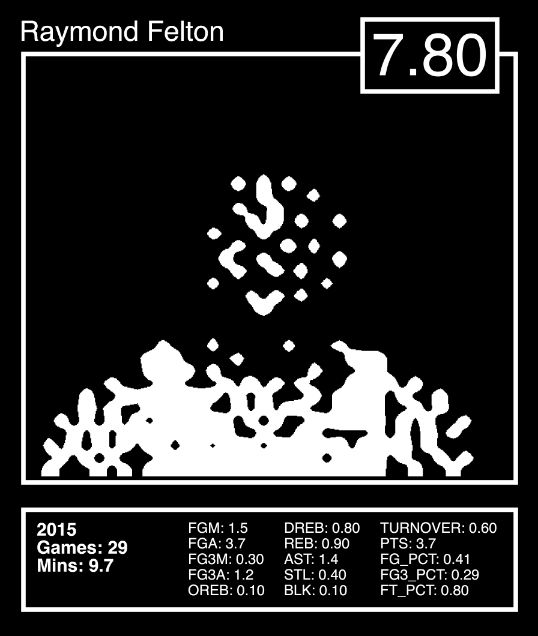 Raymond Felton
7.80
2015
Games: 29
Mins: 9.7
FGM: 1.5
FGA: 3.7
FG3M: 0.30
FG3A: 1.2
OREB: 0.10
DREB: 0.80
REB: 0.90
AST: 1.4
STL: 0.40
BLK: 0.10
TURNOVER: 0.60
PTS: 3.7
FG_PCT: 0.41
FG3_PCT: 0.29
FT_PCT: 0.80